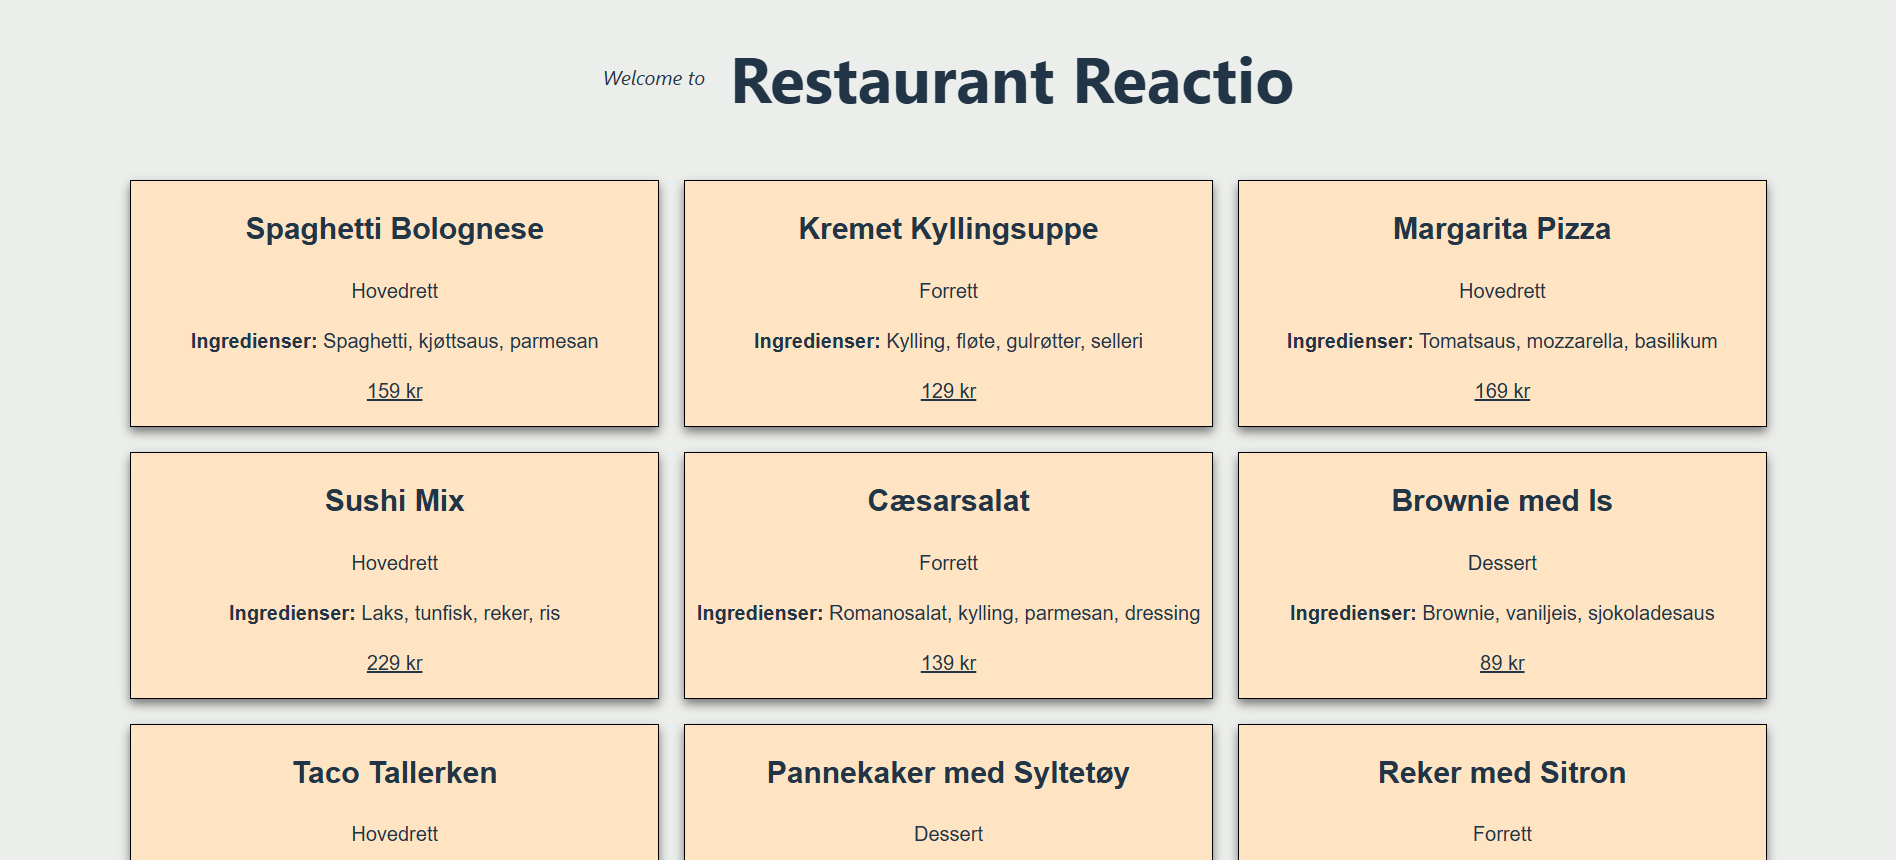 Welcome to Restaurant Reactio
Spaghetti Bolognese
Hovedrett
Ingredienser: Spaghetti, kjøttsaus, parmesan
159 kr
Kremet Kyllingsuppe
Forrett
Ingredienser: Kylling, fløte, gulrøtter, selleri
129 kr
Margarita Pizza
Hovedrett
Ingredienser: Tomatsaus, mozzarella, basilikum
169 kr
Sushi Mix
Hovedrett
Ingredienser: Laks, tunfisk, reker, ris
229 kr
Cæsarsalat
Forrett
Ingredienser: Romanosalat, kylling, parmesan, dressing
139 kr
Brownie med Is
Dessert
Ingredienser: Brownie, vaniljeis, sjokoladesaus
89 kr
Taco Tallerken
Hovedrett
Pannekaker med Syltetøy
Dessert
Reker med Sitron
Forrett